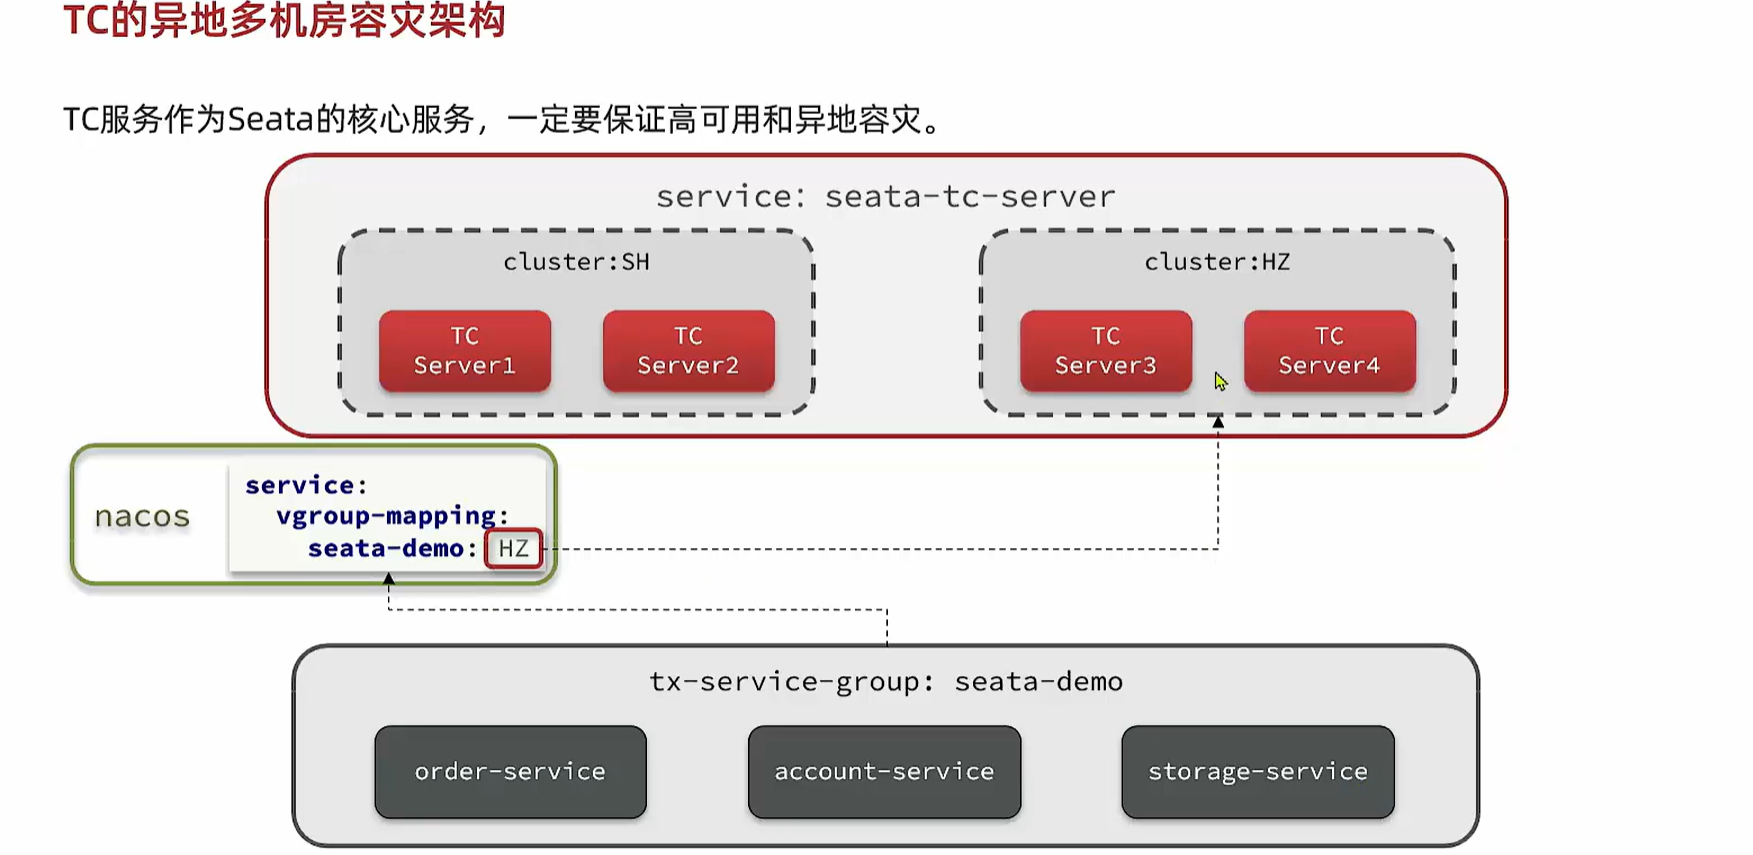 TC的异地多机房容灾架构
TC服务作为Seata的核心服务，一定要保证高可用和异地容灾。
service: seata-tc-server
cluster:SH
TC
Server1
TC
Server2
cluster:HZ
TC
Server3
TC
Server4
nacos
service:
vgroup-mapping:
seata-demo: HZ
tx-service-group: seata-demo
order-service
account-service
storage-service